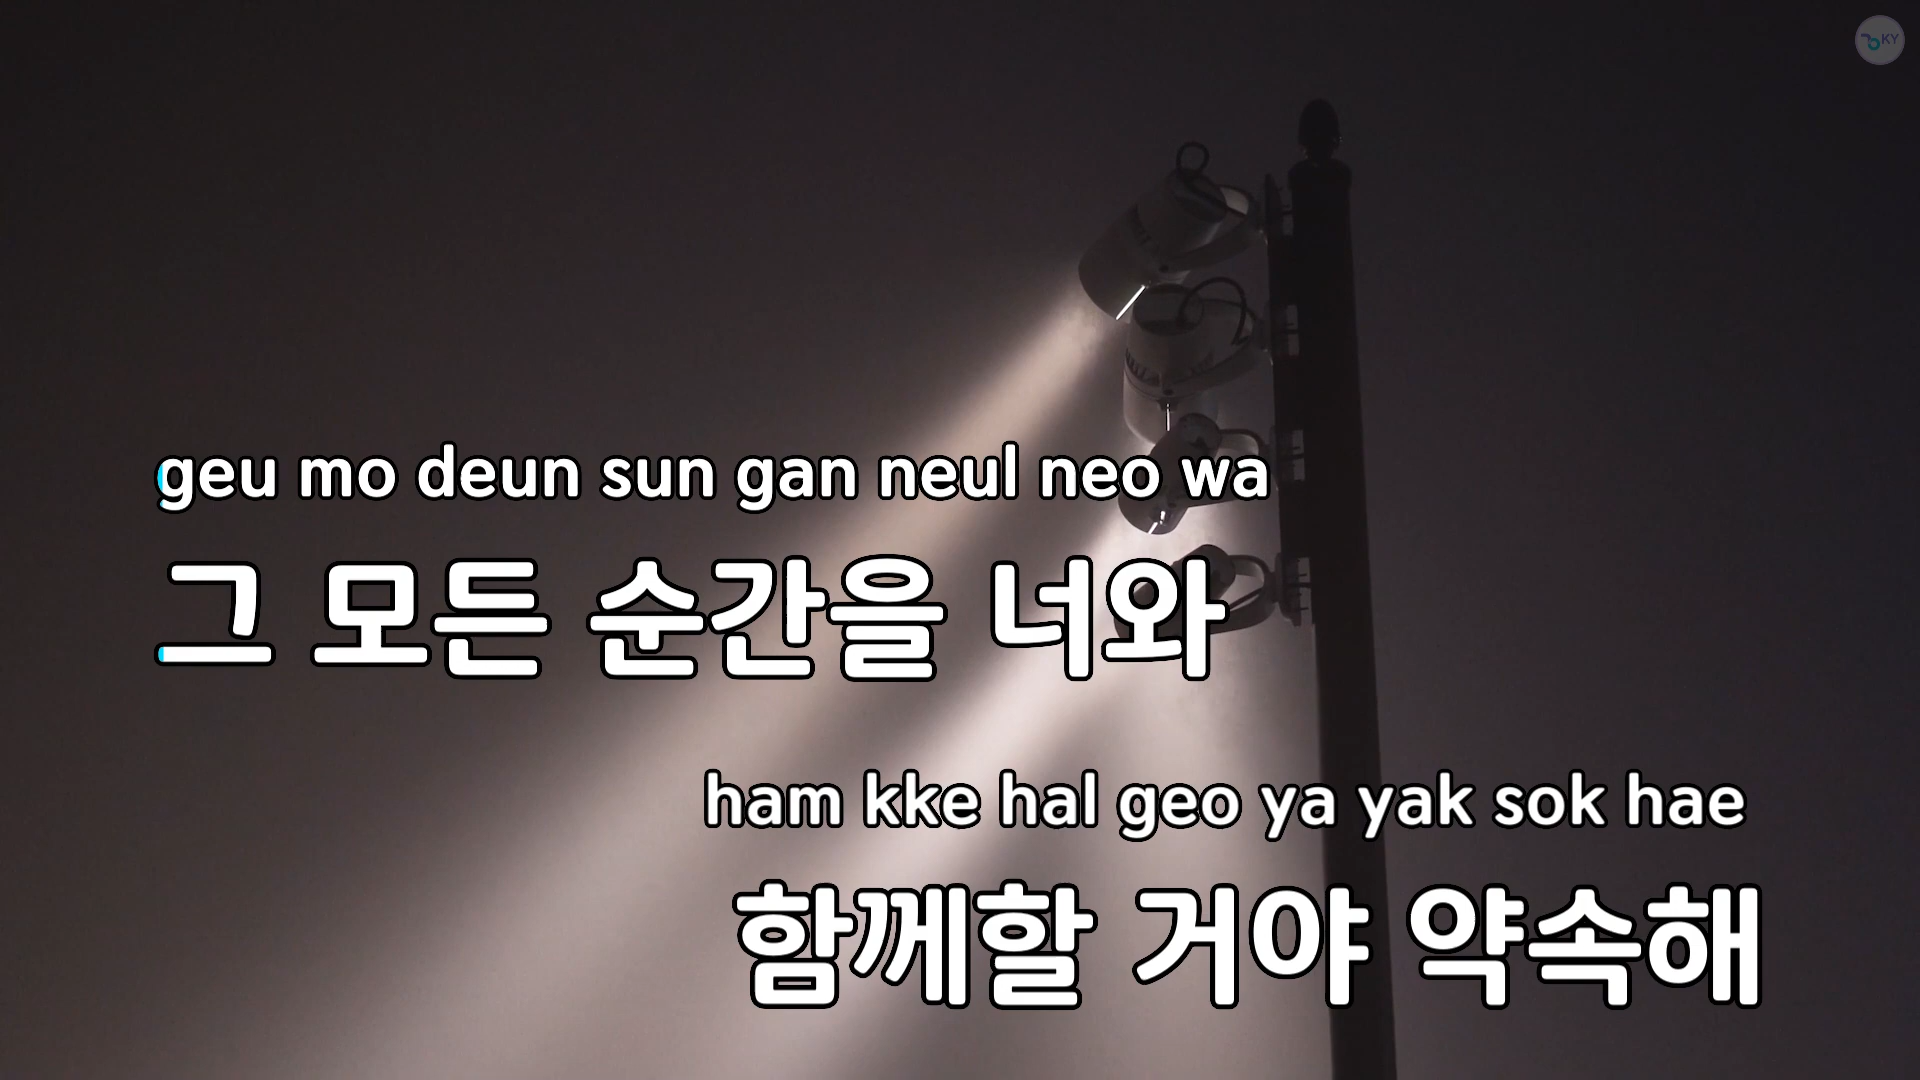 KY
geu mo deun sun gan neul neo wa
그 모든 순간을 너와
ham kke hal geo ya yak sok hae
함께할 거야 약속해